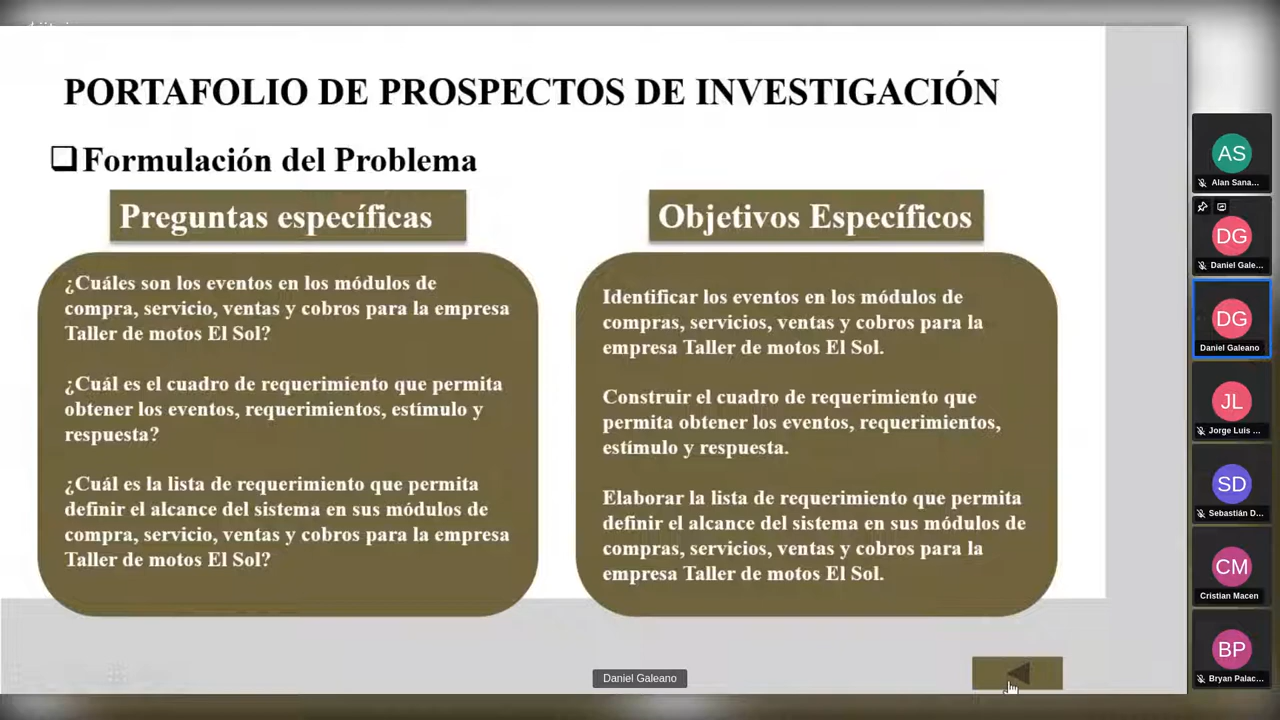 PORTAFOLIO DE PROSPECTOS DE INVESTIGACIÓN
Formulación del Problema
Preguntas específicas
¿Cuáles son los eventos en los módulos de
compra, servicio, ventas y cobros para la empresa
Taller de motos El Sol?
¿Cuál es el cuadro de requerimiento que permita
obtener los eventos, requerimientos, estímulo y
respuesta?
¿Cuál es la lista de requerimiento que permita
definir el alcance del sistema en sus módulos de
compra, servicio, ventas y cobros para la empresa
Taller de motos El Sol?
Objetivos Específicos
Identificar los eventos en los módulos de
compras, servicios, ventas y cobros para la
empresa Taller de motos El Sol.
Construir el cuadro de requerimiento que
permita obtener los eventos, requerimientos,
estímulo y respuesta.
Elaborar la lista de requerimiento que permita
definir el alcance del sistema en sus módulos de
compras, servicios, ventas y cobros para la
empresa Taller de motos El Sol.
Daniel Galeano
AS
Alan Sana...
DG
Daniel Gale...
DG
Daniel Galeano
JL
Jorge Luis ...
SD
Sebastián D...
CM
Cristian Macen
BP
Bryan Palac...